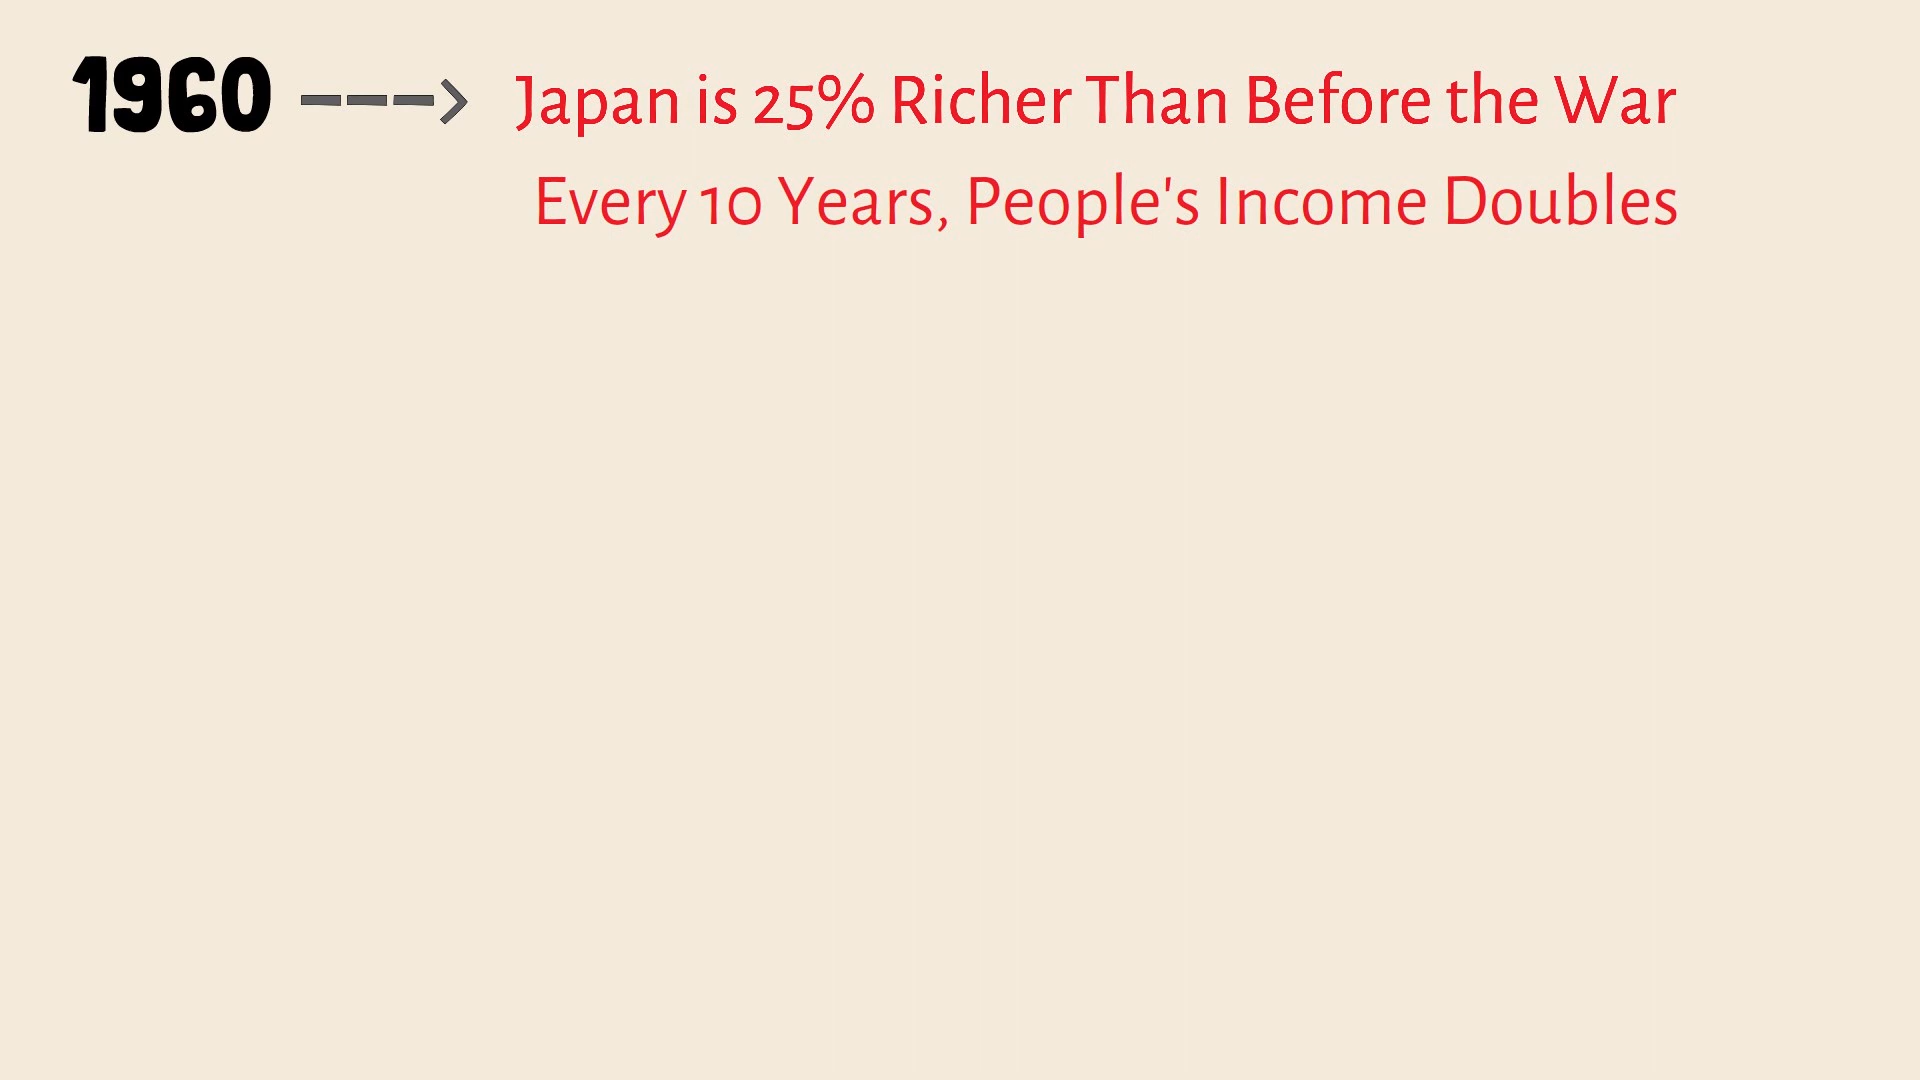 1960 Japan is 25% Richer Than Before the War
Every 10 Years, People's Income Doubles